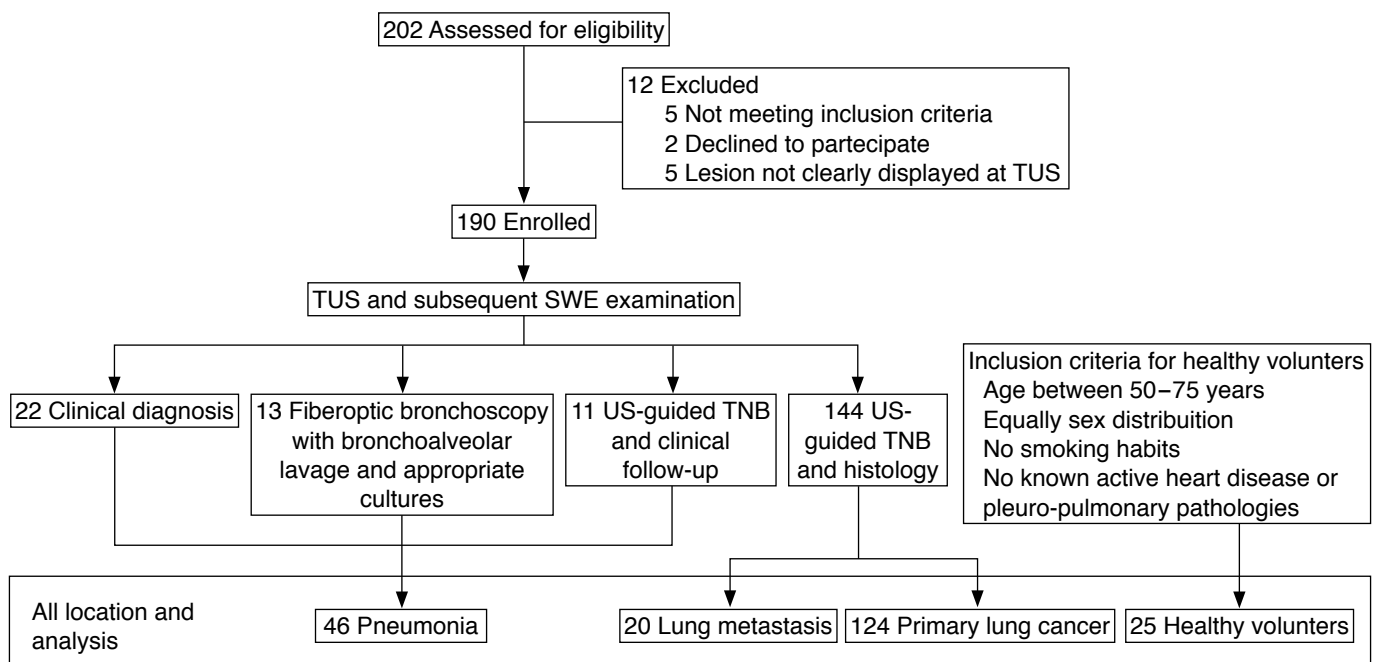 202 Assessed for eligibility
12 Excluded
5 Not meeting inclusion criteria
2 Declined to partecipate
5 Lesion not clearly displayed at TUS
190 Enrolled
TUS and subsequent SWE examination
22 Clinical diagnosis
13 Fiberoptic bronchoscopy
with bronchoalveolar
lavage and appropriate
cultures
11 US-guided TNB
and clinical
follow-up
144 US-
guided TNB
and histology
Inclusion criteria for healthy volunters
Age between 50–75 years
Equally sex distribuition
No smoking habits
No known active heart disease or
pleuro-pulmonary pathologies
All location and
analysis
46 Pneumonia
20 Lung metastasis
124 Primary lung cancer
25 Healthy volunters